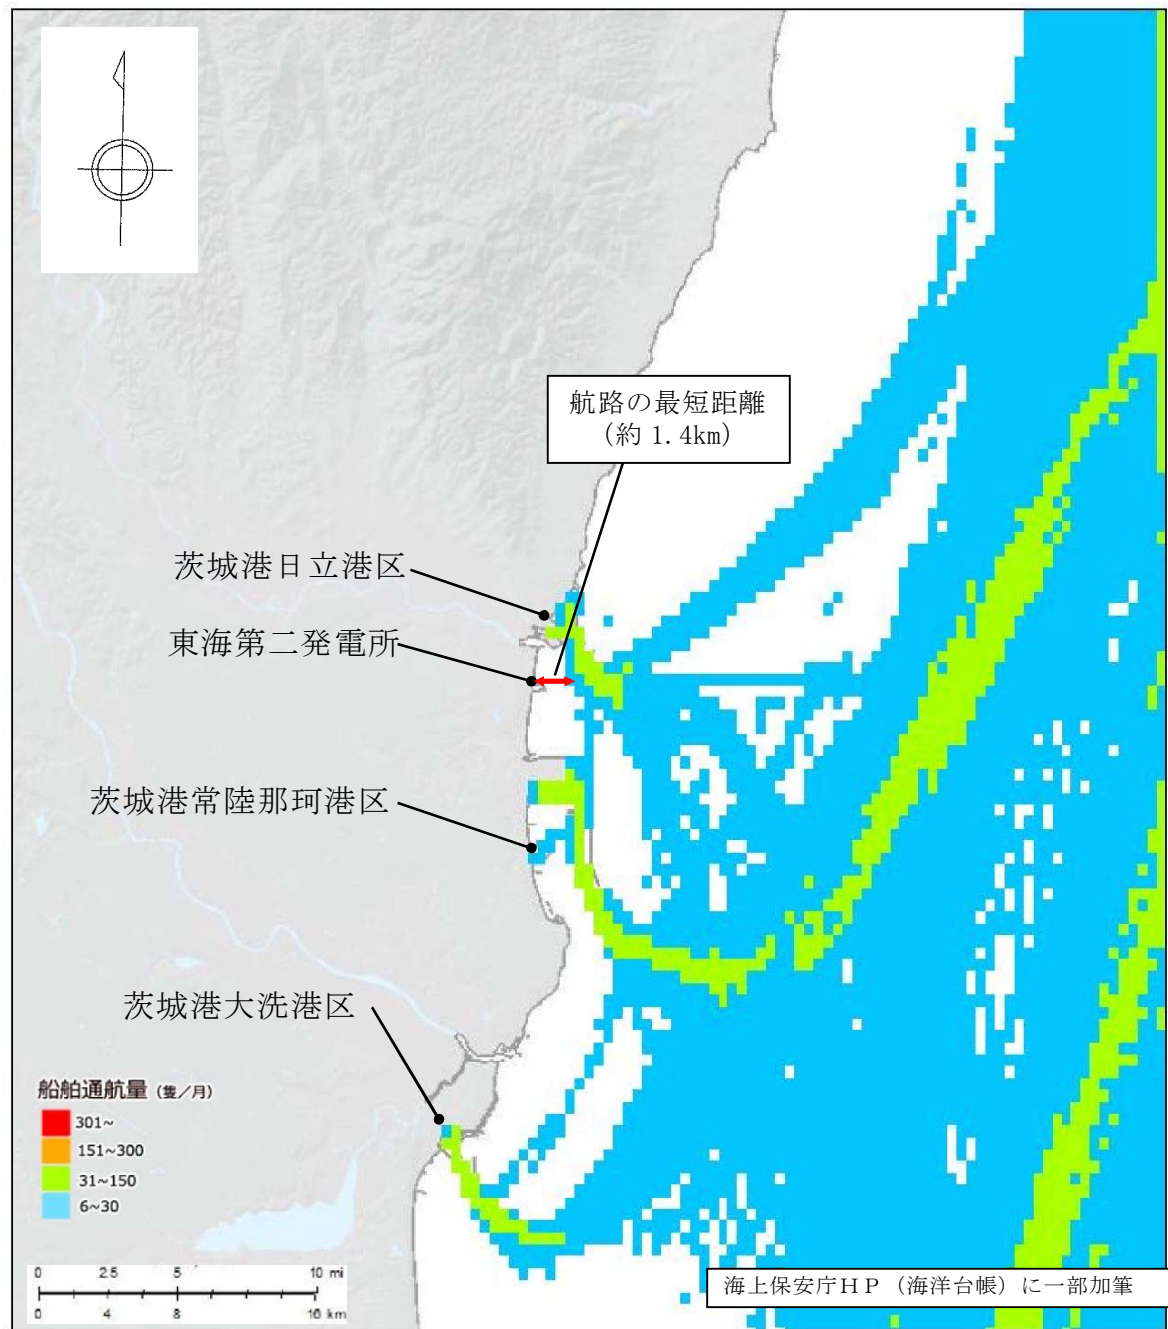 航路の最短距離
（約 1.4km）
茨城港日立港区
東海第二発電所
茨城港常陸那珂港区
茨城港大洗港区
船舶通航量 (隻/月)
301~
151~300
31~150
6~30
0 2.5 5 10 mi
0 4 8 16 km
海上保安庁ＨＰ（海洋台帳）に一部加筆